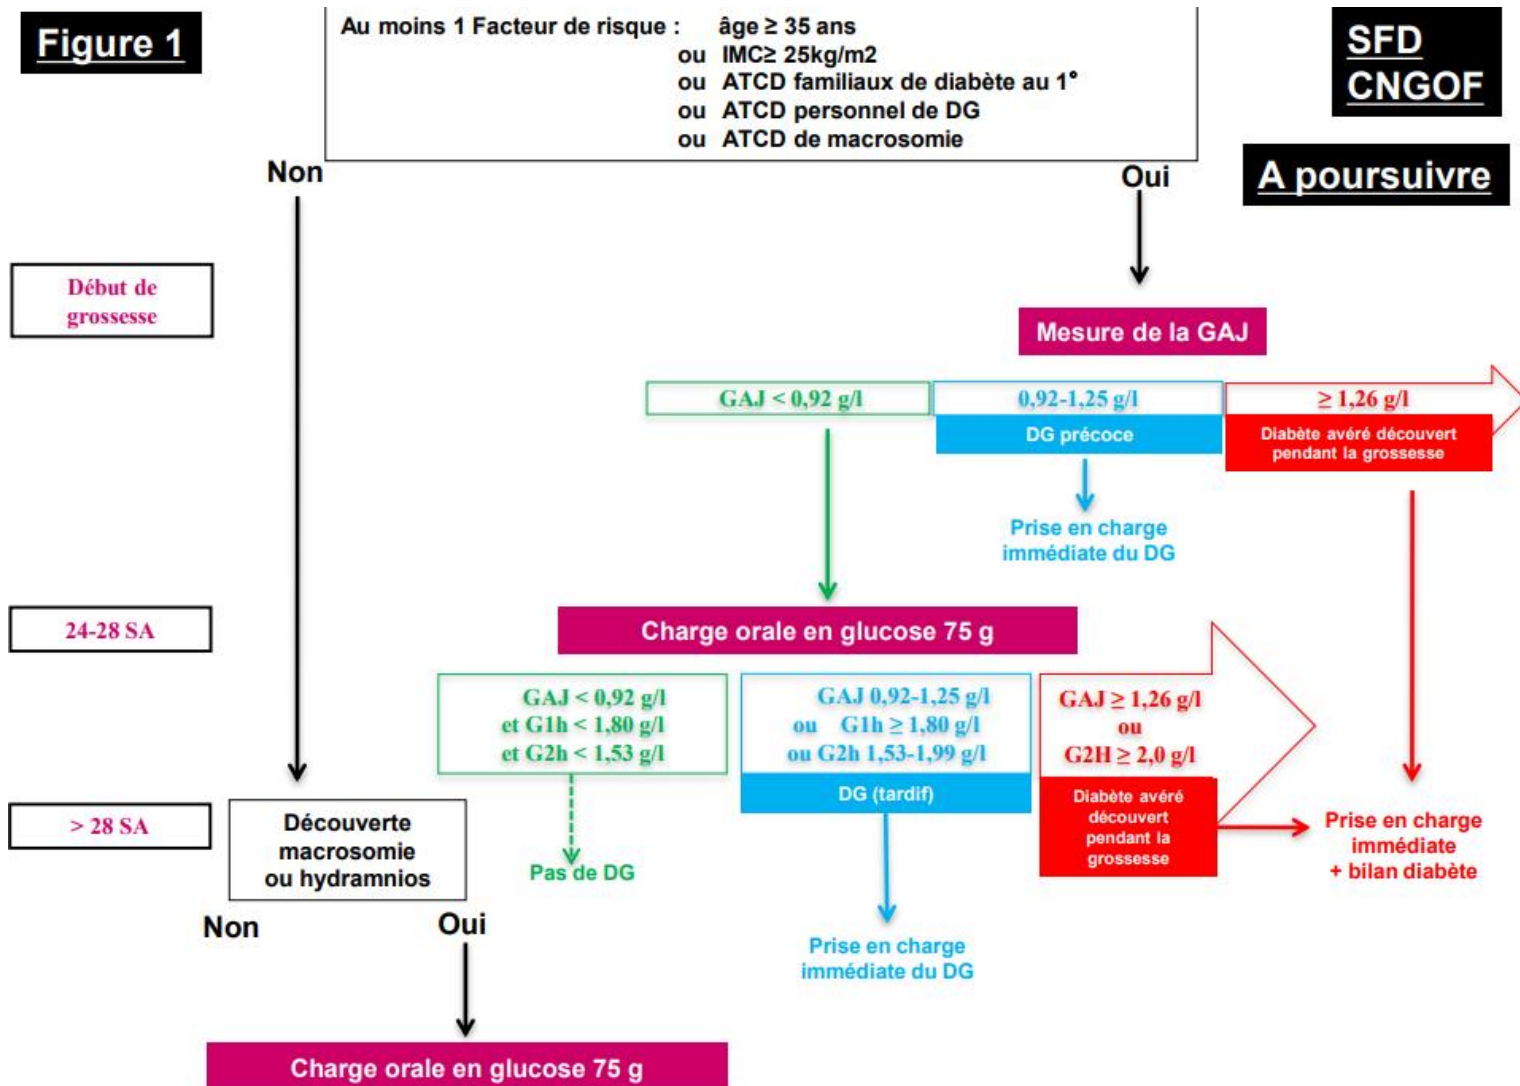 Figure 1
Au moins 1 Facteur de risque : âge ≥ 35 ans
ou IMC≥ 25kg/m2
ou ATCD familiaux de diabète au 1°
ou ATCD personnel de DG
ou ATCD de macrosomie
SFD
CNGOF
A poursuivre
Non
Oui
Début de
grossesse
Mesure de la GAJ
GAJ < 0,92 g/l
0,92-1,25 g/l
≥ 1,26 g/l
DG précoce
Diabète avéré découvert
pendant la grossesse
Prise en charge
immédiate du DG
24-28 SA
Charge orale en glucose 75 g
GAJ < 0,92 g/l
et G1h < 1,80 g/l
et G2h < 1,53 g/l
GAJ 0,92-1,25 g/l
ou G1h ≥ 1,80 g/l
ou G2h 1,53-1,99 g/l
GAJ ≥ 1,26 g/l
ou
G2H ≥ 2,0 g/l
DG (tardif)
Diabète avéré
découvert
pendant la
grossesse
> 28 SA
Découverte
macrosomie
ou hydramnios
Pas de DG
Prise en charge
immédiate
+ bilan diabète
Non
Oui
Prise en charge
immédiate du DG
Charge orale en glucose 75 g